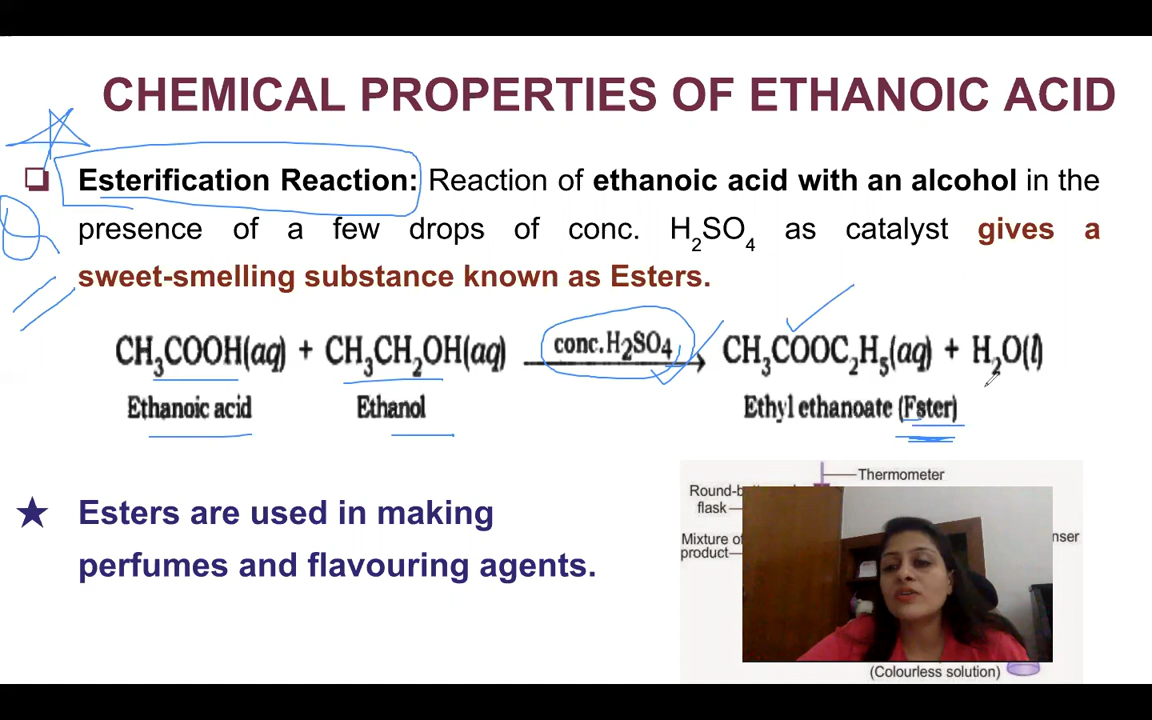 CHEMICAL PROPERTIES OF ETHANOIC ACID
Esterification Reaction: Reaction of ethanoic acid with an alcohol in the
presence of a few drops of conc. H₂SO₄ as catalyst gives a
sweet-smelling substance known as Esters.
CH₃COOH(aq) + CH₃CH₂OH(aq) conc.H₂SO₄ → CH₃COOC₂H₅(aq) + H₂O(l)
Ethanoic acid Ethanol Ethyl ethanoate (Ester)
★ Esters are used in making
perfumes and flavouring agents.
Thermometer
flask
Mixture of
product
(Colourless solution)